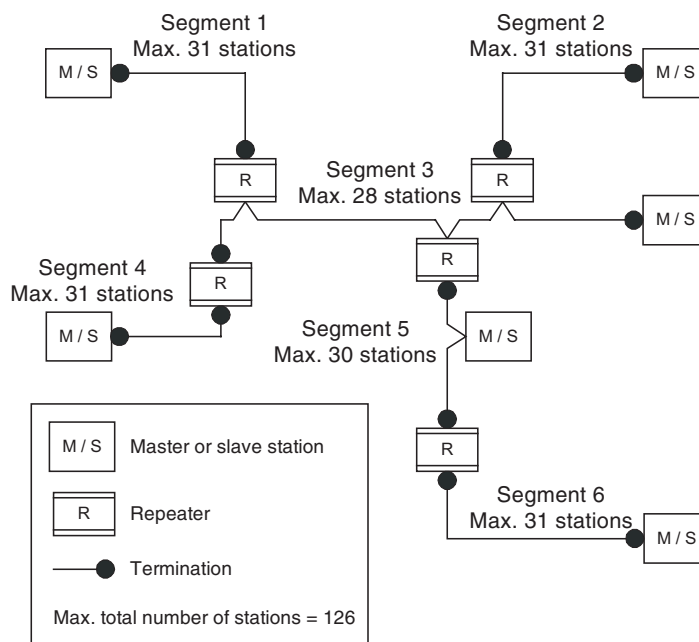 Segment 1
Max. 31 stations
Segment 2
Max. 31 stations
M / S
M / S
R
Segment 3
Max. 28 stations
R
M / S
R
Segment 4
Max. 31 stations
R
M / S
Segment 5
Max. 30 stations
M / S
R
Segment 6
Max. 31 stations
M / S
M / S
Master or slave station
R
Repeater
Termination
Max. total number of stations = 126